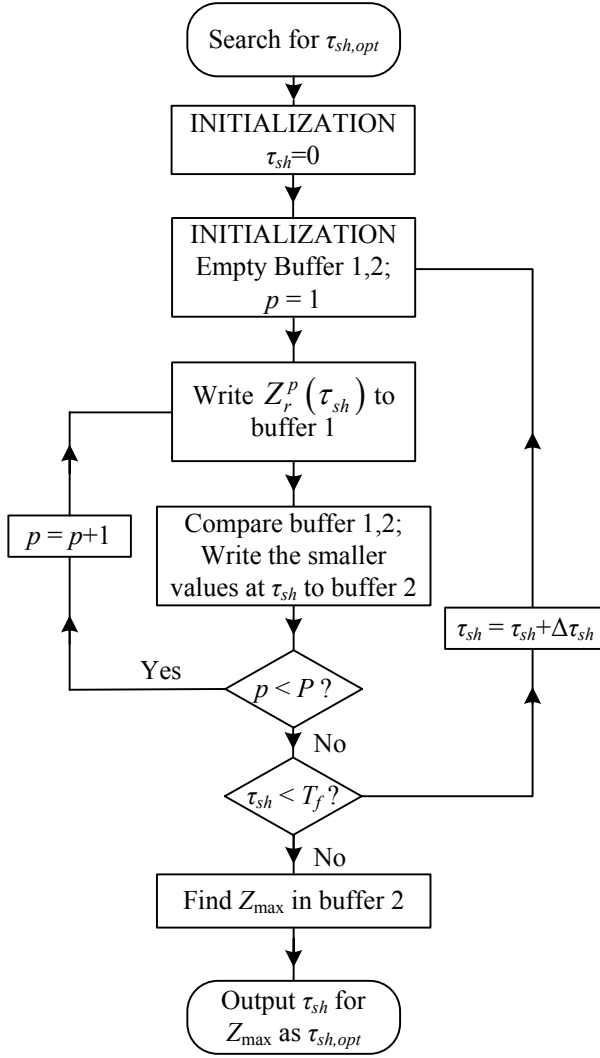 Search for τsh,opt
INITIALIZATION
τsh=0
INITIALIZATION
Empty Buffer 1,2;
p = 1
Write Z_r^p (τsh) to
buffer 1
Compare buffer 1,2;
Write the smaller
values at τsh to buffer 2
p = p+1
τsh = τsh+Δτsh
Yes
p < P ?
No
τsh < Tf ?
No
Find Zmax in buffer 2
Output τsh for
Zmax as τsh,opt